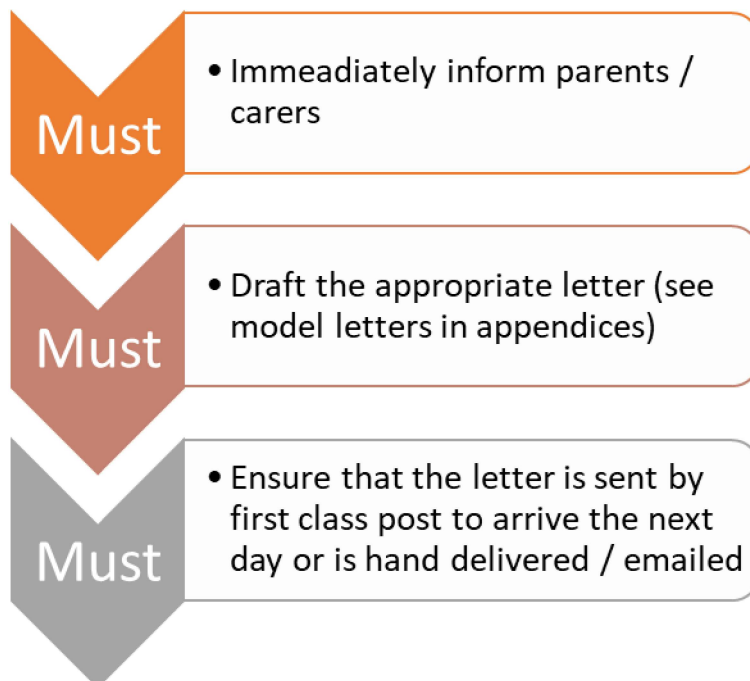 Must
• Immeadiately inform parents /
carers
Must
• Draft the appropriate letter (see
model letters in appendices)
Must
• Ensure that the letter is sent by
first class post to arrive the next
day or is hand delivered / emailed